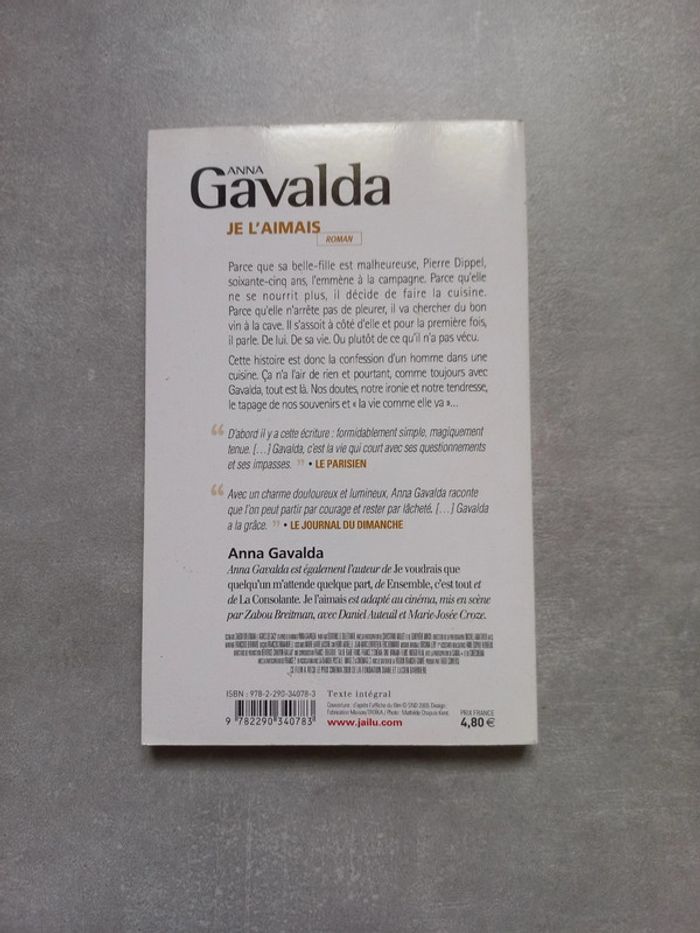 ANNA
Gavalda
JE L'AIMAIS
ROMAN
Parce que sa belle-fille est malheureuse, Pierre Dippel,
soixante-cinq ans, l'emmène à la campagne. Parce qu'elle
ne se nourrit plus, il décide de faire la cuisine.
Parce qu'elle n'arrête pas de pleurer, il va chercher du bon
vin à la cave. Il s'assoit à côté d'elle et pour la première fois,
il parle. De lui. De sa vie. Ou plutôt de ce qu'il n'a pas vécu.
Cette histoire est donc la confession d'un homme dans une
cuisine. Ça n'a l'air de rien et pourtant, comme toujours avec
Gavalda, tout est là. Nos doutes, notre ironie et notre tendresse,
le tapage de nos souvenirs et « la vie comme elle va »...
“ D'abord il y a cette écriture : formidablement simple, magiquement
tenue. [...] Gavalda, c'est la vie qui court avec ses questionnements
et ses impasses. ” • LE PARISIEN
“ Avec un charme douloureux et lumineux, Anna Gavalda raconte
que l'on peut partir par courage et rester par lâcheté. [...] Gavalda
a la grâce. ” • LE JOURNAL DU DIMANCHE
Anna Gavalda
Anna Gavalda est également l'auteur de Je voudrais que
quelqu'un m'attende quelque part, de Ensemble, c'est tout et
de La Consolante. Je l'aimais est adapté au cinéma, mis en scène
par Zabou Breitman, avec Daniel Auteuil et Marie-Josée Croze.
ISBN : 978-2-290-34078-3
Texte intégral
Couverture : d'après l'affiche du film © SND 2009. Design:
9 782290 340783
www.jailu.com
PRIX FRANCE
4,80 €